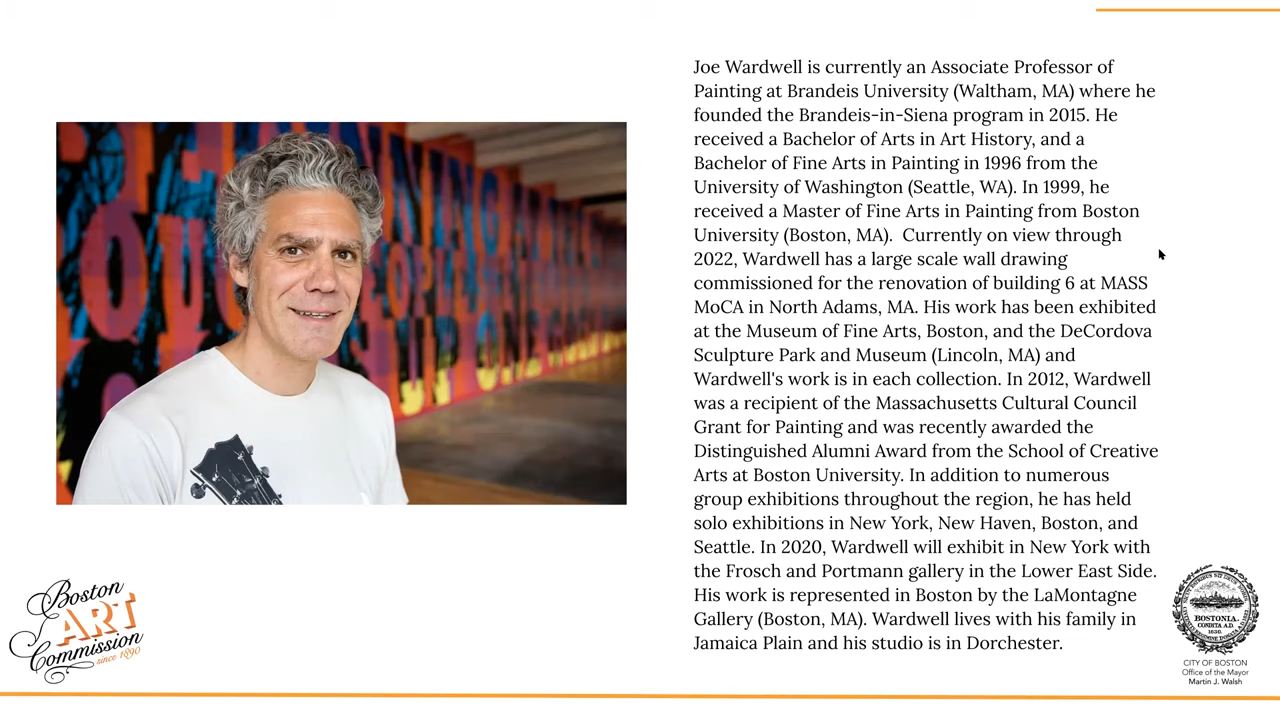 Joe Wardwell is currently an Associate Professor of
Painting at Brandeis University (Waltham, MA) where he
founded the Brandeis-in-Siena program in 2015. He
received a Bachelor of Arts in Art History, and a
Bachelor of Fine Arts in Painting in 1996 from the
University of Washington (Seattle, WA). In 1999, he
received a Master of Fine Arts in Painting from Boston
University (Boston, MA).  Currently on view through
2022, Wardwell has a large scale wall drawing
commissioned for the renovation of building 6 at MASS
MoCA in North Adams, MA. His work has been exhibited
at the Museum of Fine Arts, Boston, and the DeCordova
Sculpture Park and Museum (Lincoln, MA) and
Wardwell's work is in each collection. In 2012, Wardwell
was a recipient of the Massachusetts Cultural Council
Grant for Painting and was recently awarded the
Distinguished Alumni Award from the School of Creative
Arts at Boston University. In addition to numerous
group exhibitions throughout the region, he has held
solo exhibitions in New York, New Haven, Boston, and
Seattle. In 2020, Wardwell will exhibit in New York with
the Frosch and Portmann gallery in the Lower East Side.
His work is represented in Boston by the LaMontagne
Gallery (Boston, MA). Wardwell lives with his family in
Jamaica Plain and his studio is in Dorchester.
Boston
ART
Commission
since 1890
BOSTONIA.
CONDITA A.D.
1630.
CITY OF BOSTON
Office of the Mayor
Martin J. Walsh
UP ONE